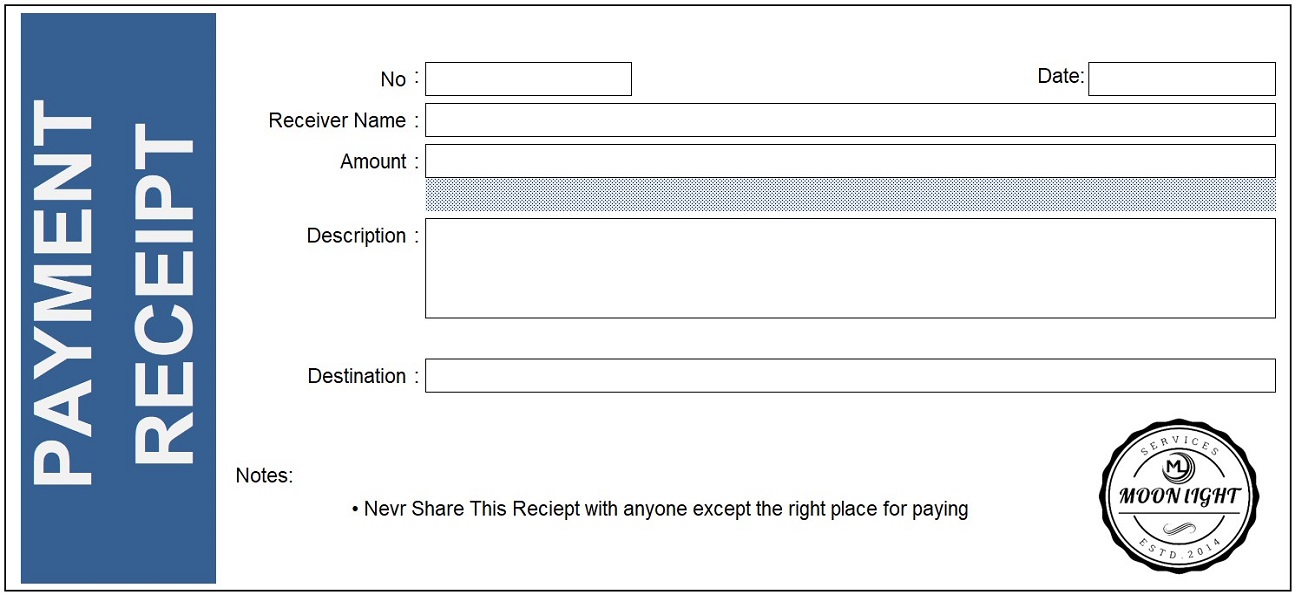 PAYMENT
RECEIPT
No :
Date:
Receiver Name :
Amount :
Description :
Destination :
Notes:
• Nevr Share This Reciept with anyone except the right place for paying
SERVICES
ML
MOON lIGHT
ESTD.2014